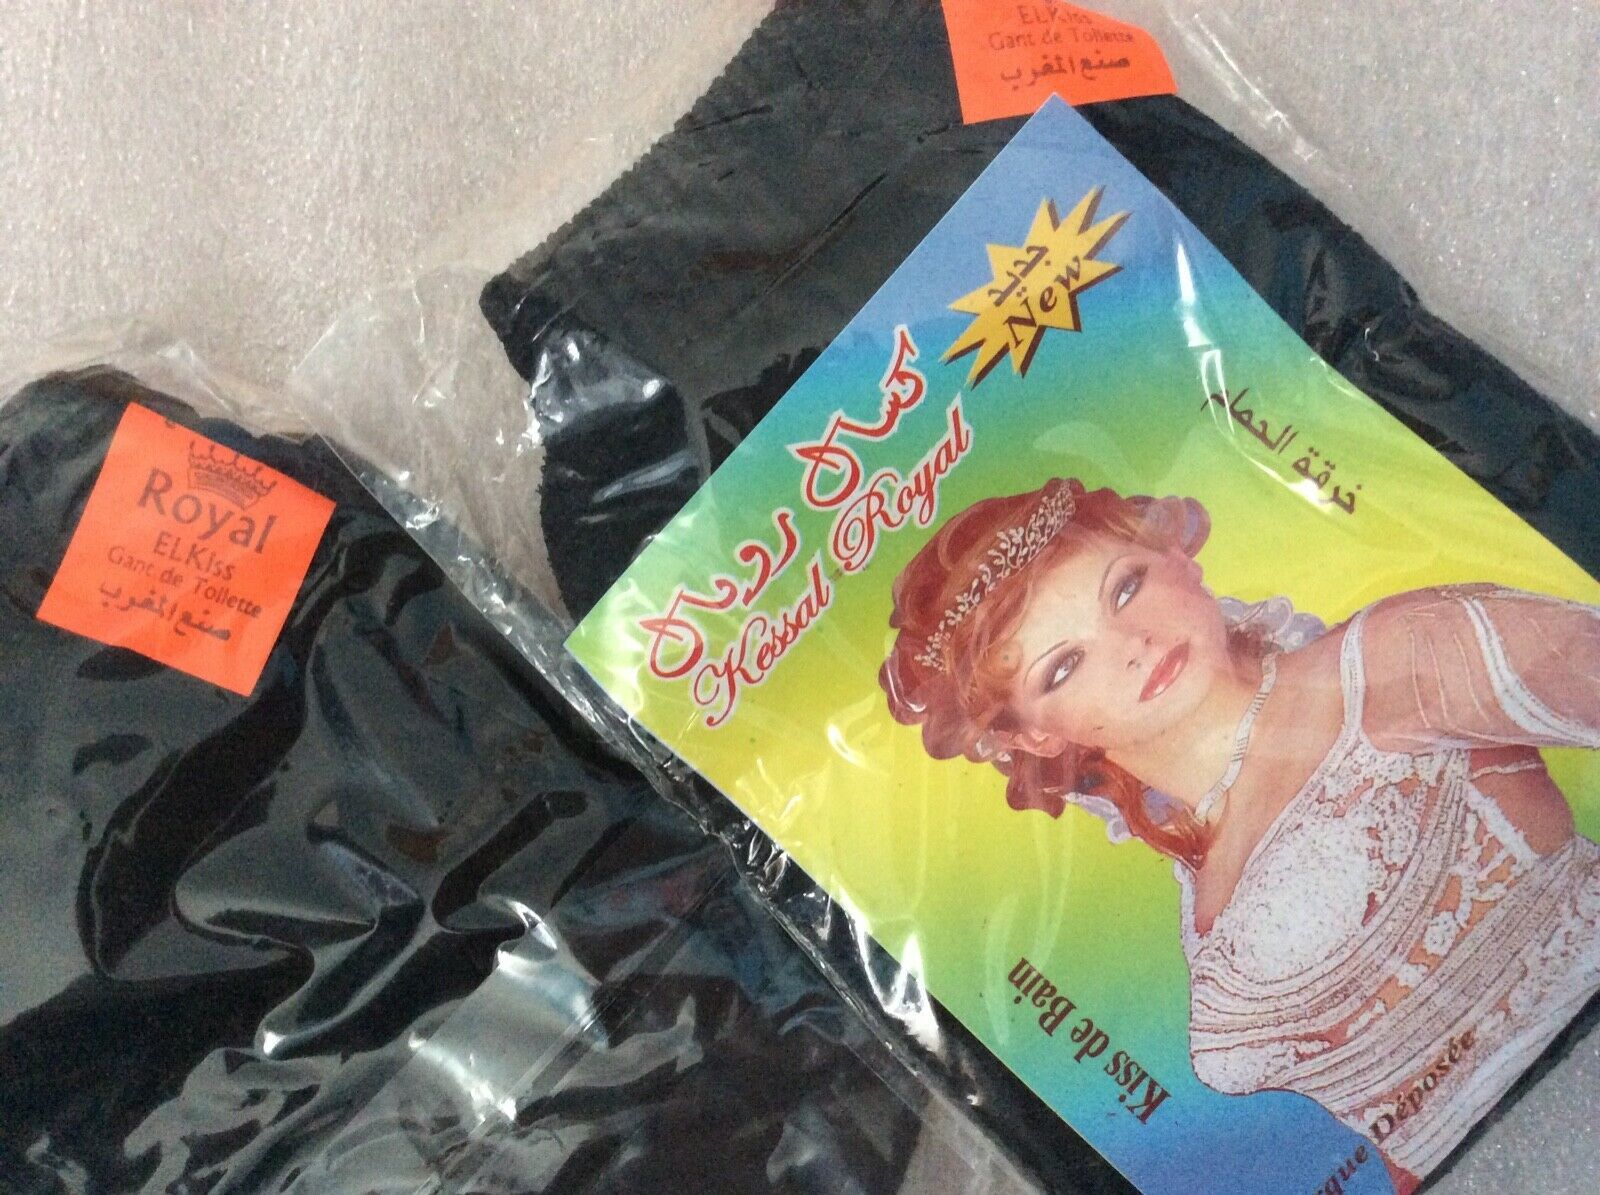 ELKiss
Gant de Toilette
صنع المغرب
Royal
ELKiss
Gant de Toilette
صنع المغرب
جديد
New
كسال رويال
Kessal Royal
خرقة الحمام
Kiss de Bain
Déposée